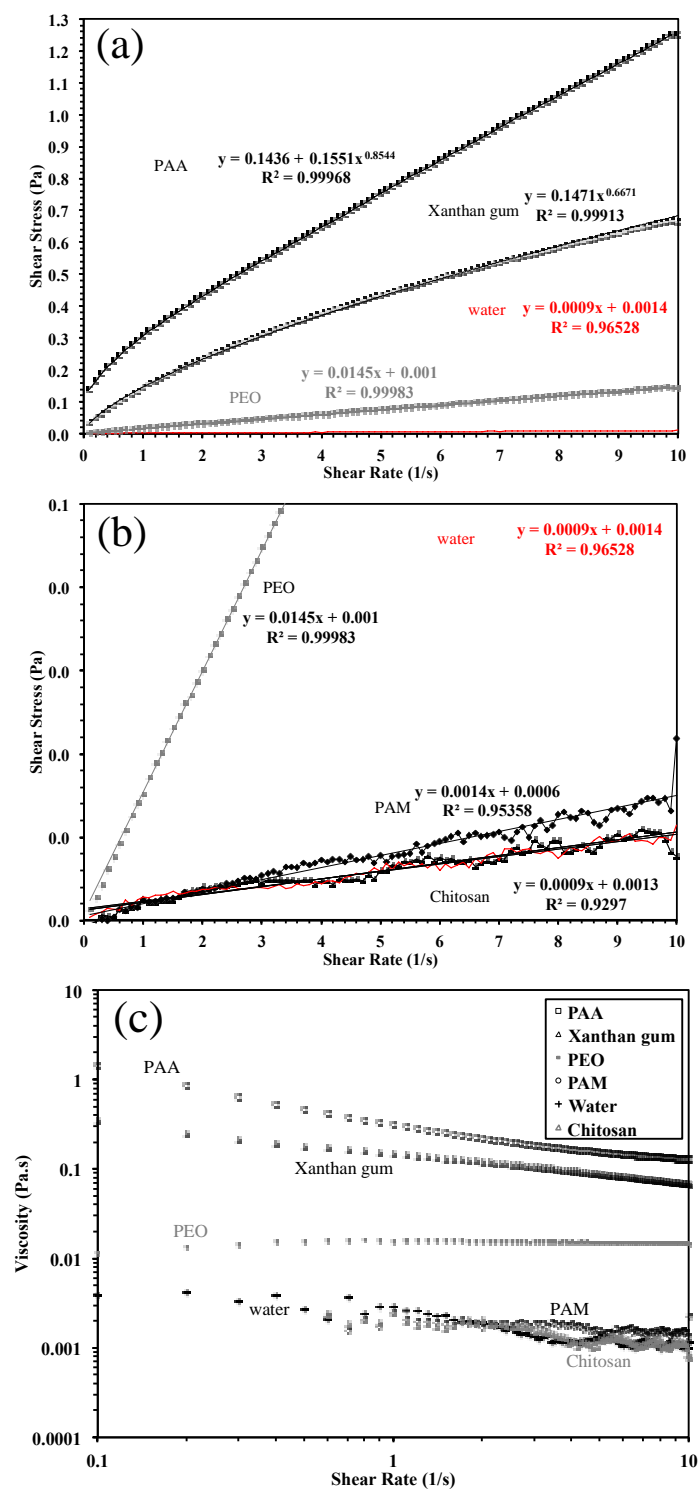 (a)
1.3
1.2
1.1
1.0
0.9
0.8
0.7
0.6
0.5
0.4
0.3
0.2
0.1
0.0
Shear Stress (Pa)
PAA
y = 0.1436 + 0.1551x^0.8544
R² = 0.99968
Xanthan gum
y = 0.1471x^0.6671
R² = 0.99913
water
y = 0.0009x + 0.0014
R² = 0.96528
PEO
y = 0.0145x + 0.001
R² = 0.99983
0 1 2 3 4 5 6 7 8 9 10
Shear Rate (1/s)
(b)
0.1
0.0
0.0
0.0
0.0
0.0
Shear Stress (Pa)
water
y = 0.0009x + 0.0014
R² = 0.96528
PEO
y = 0.0145x + 0.001
R² = 0.99983
PAM
y = 0.0014x + 0.0006
R² = 0.95358
Chitosan
y = 0.0009x + 0.0013
R² = 0.9297
0 1 2 3 4 5 6 7 8 9 10
Shear Rate (1/s)
(c)
10
1
0.1
0.01
0.001
0.0001
Viscosity (Pa.s)
PAA
Xanthan gum
PEO
PAM
Water
Chitosan
PAA
Xanthan gum
PEO
water
PAM
Chitosan
0.1 1 10
Shear Rate (1/s)